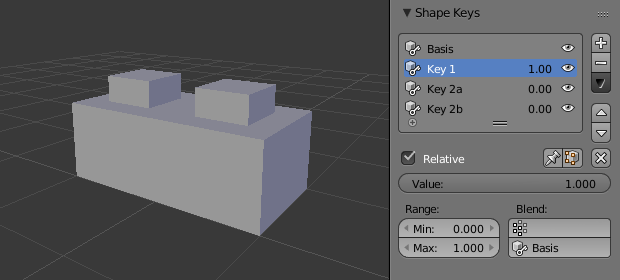 Shape Keys
Basis
Key 1 1.00
Key 2a 0.00
Key 2b 0.00
Relative
Value: 1.000
Range: Blend:
Min: 0.000
Max: 1.000 Basis